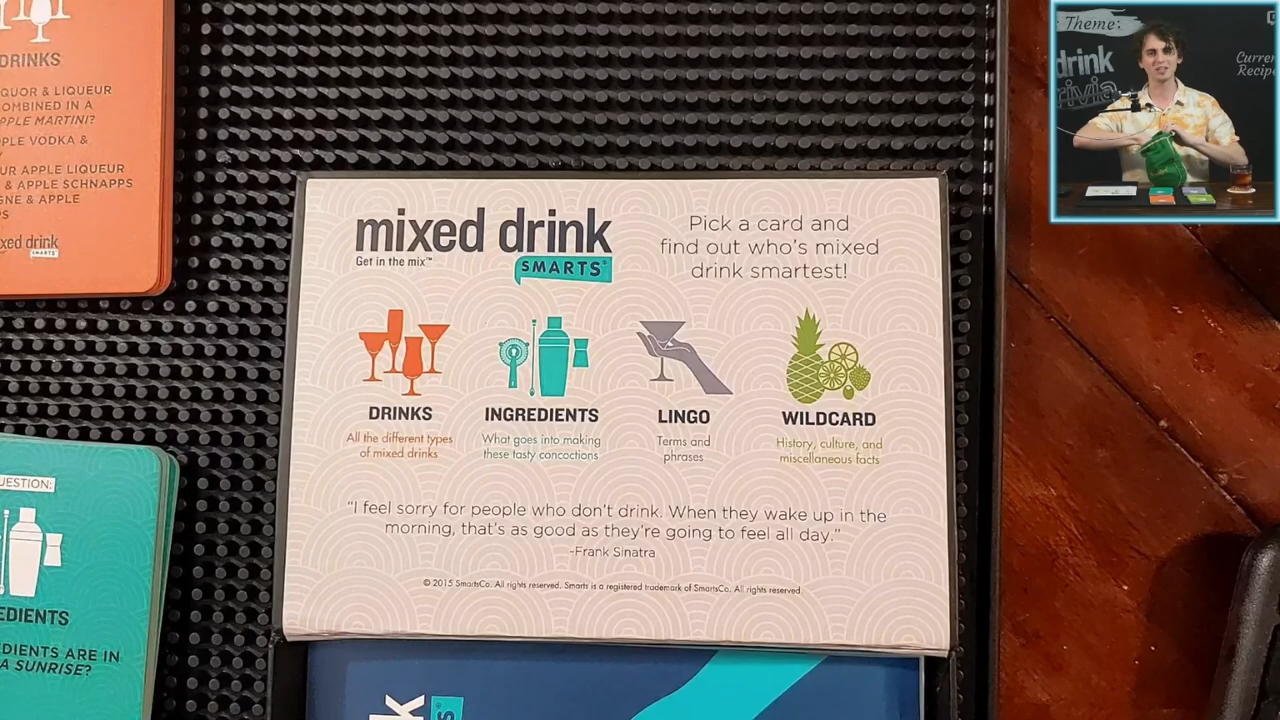 DRINKS
QUOR & LIQUEUR
OMBINED IN A
PPLE MARTINI?
PLE VODKA &
UR APPLE LIQUEUR
& APPLE SCHNAPPS
GNE & APPLE
PS
xed drink
SMARTS
UESTION:
EDIENTS
DIENTS ARE IN
A SUNRISE?
mixed drink
Get in the mix™
SMARTS®
Pick a card and
find out who's mixed
drink smartest!
DRINKS
All the different types
of mixed drinks
INGREDIENTS
What goes into making
these tasty concoctions
LINGO
Terms and
phrases
WILDCARD
History, culture, and
miscellaneous facts
"I feel sorry for people who don't drink. When they wake up in the
morning, that's as good as they're going to feel all day."
-Frank Sinatra
© 2015 SmartsCo. All rights reserved. Smarts is a registered trademark of SmartsCo. All rights reserved
Theme:
drink
rivia
Curren
Recipe